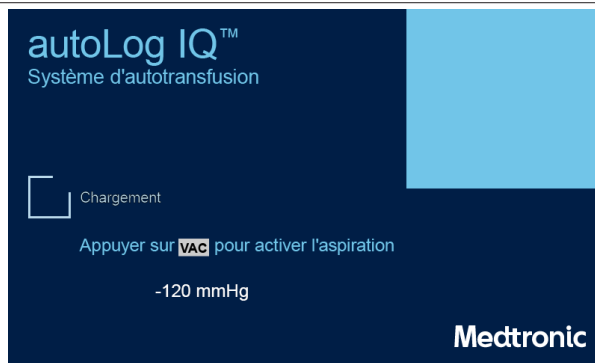 autoLog IQ™
Système d'autotransfusion
Chargement
Appuyer sur VAC pour activer l'aspiration
-120 mmHg
Medtronic